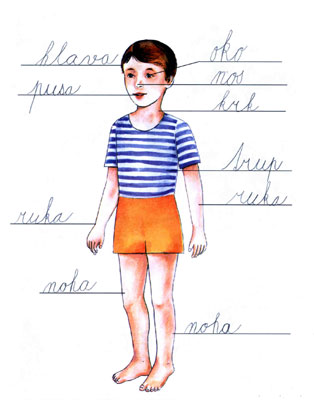 hlava
oko
nos
pusa
krk
trup
ruka
ruka
noha
noha